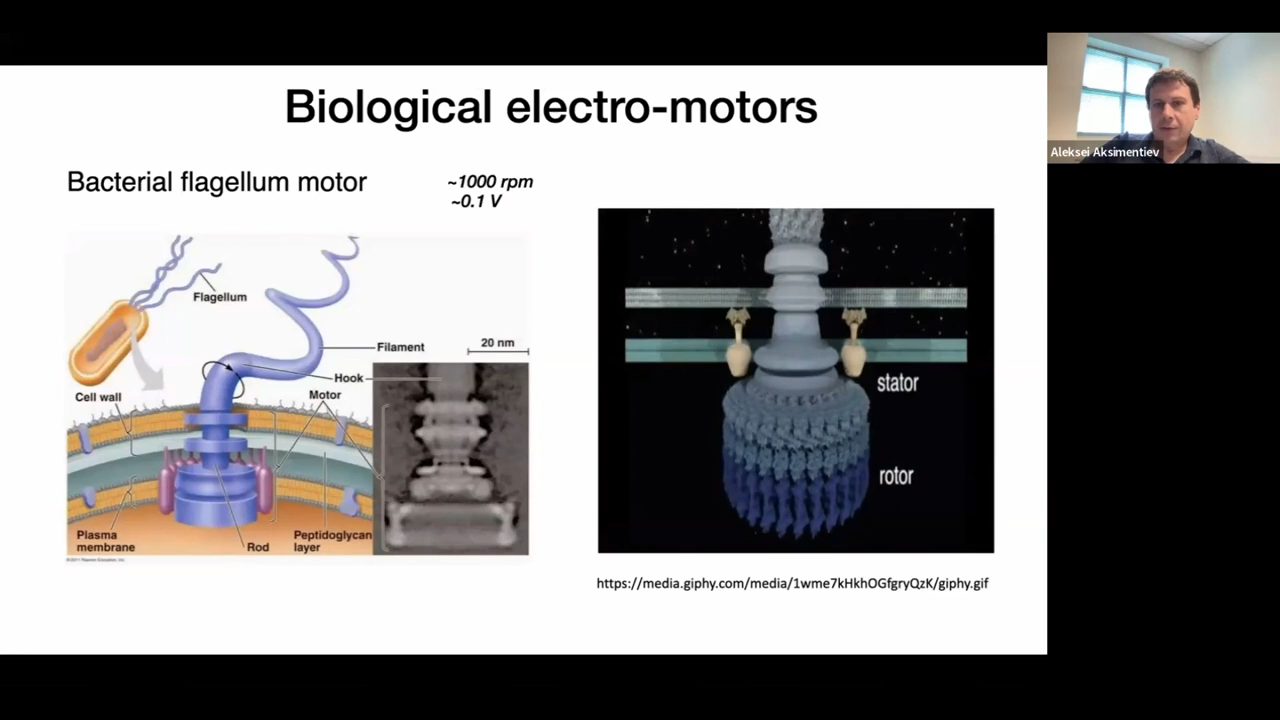 Biological electro-motors
Aleksei Aksimentiev
Bacterial flagellum motor
~1000 rpm
~0.1 V
Flagellum
Filament
20 nm
Hook
Cell wall
Motor
Plasma
membrane
Rod
Peptidoglycan
layer
stator
rotor
https://media.giphy.com/media/1wme7kHkhOGfgryQzK/giphy.gif